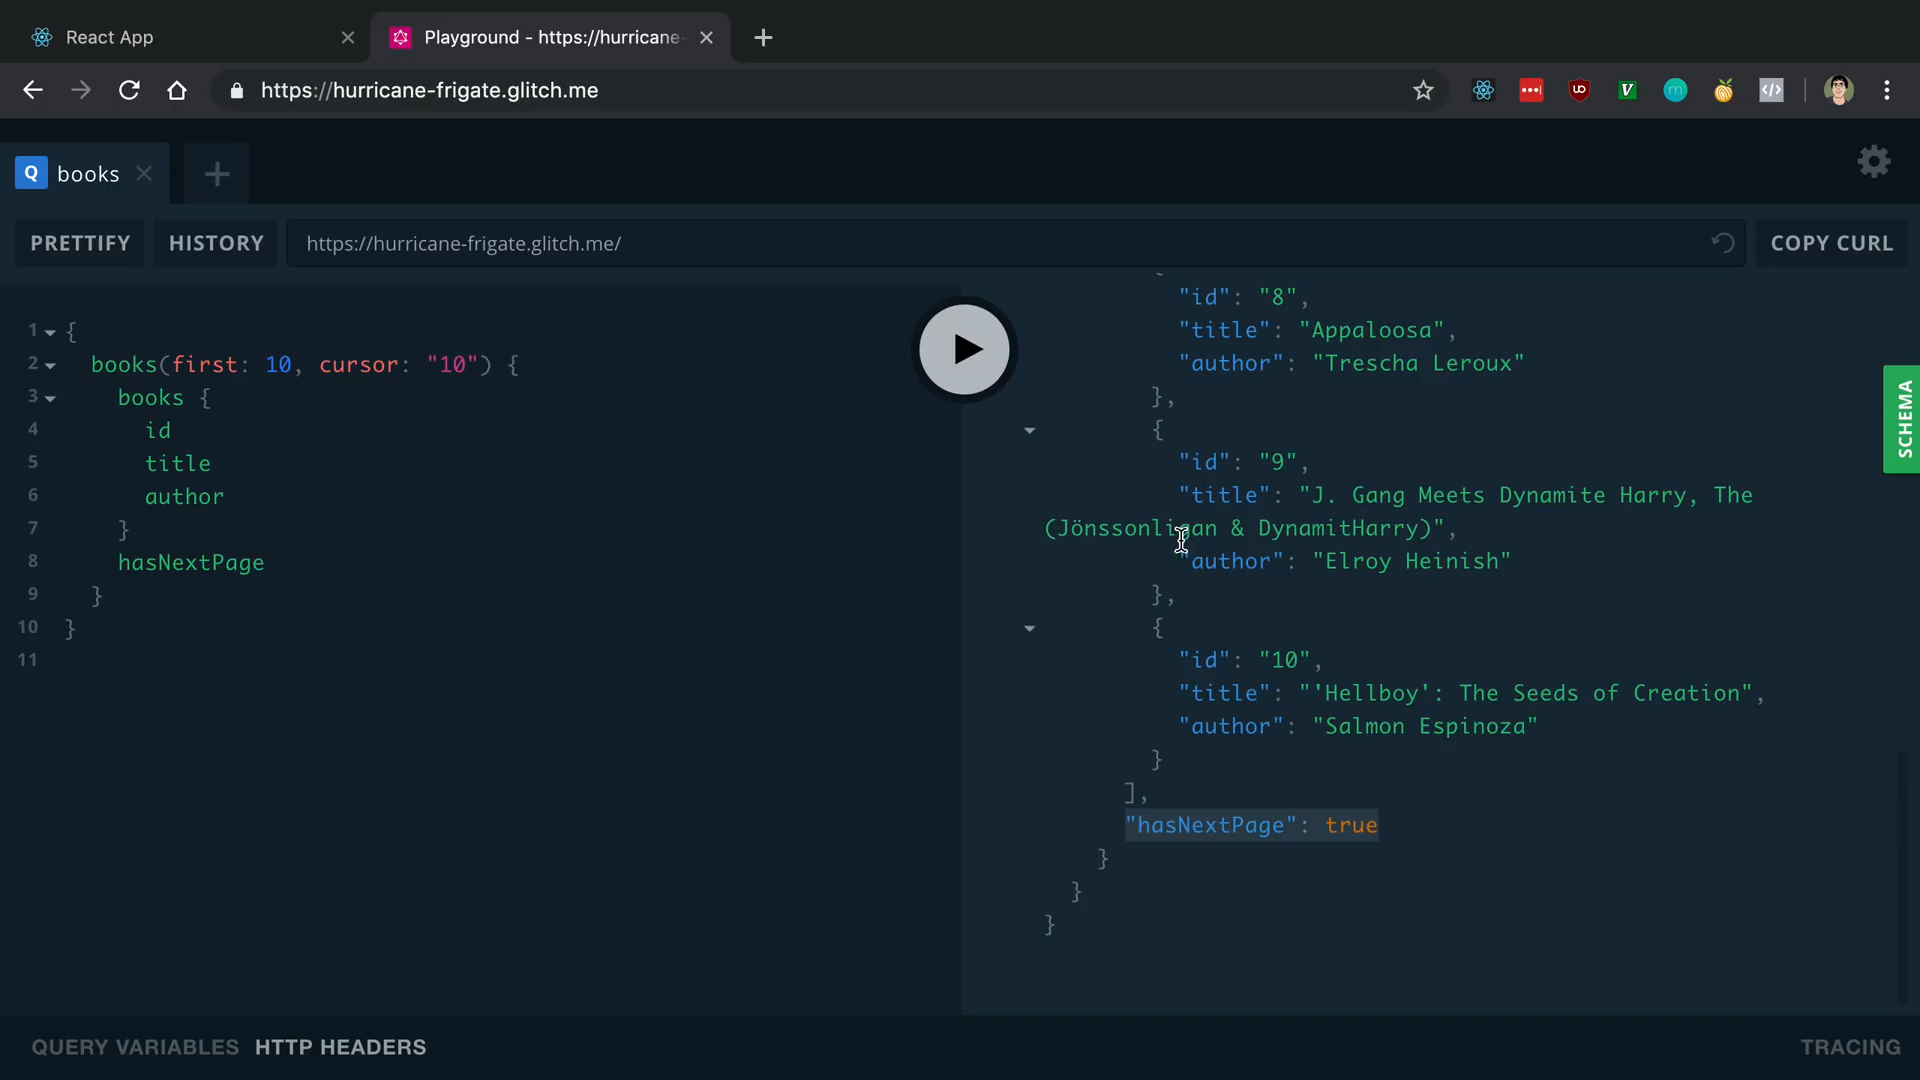 React App
Playground - https://hurricane-
https://hurricane-frigate.glitch.me
Q books
PRETTIFY HISTORY https://hurricane-frigate.glitch.me/ COPY CURL
1 {
2 books(first: 10, cursor: "10") {
3 books {
4 id
5 title
6 author
7 }
8 hasNextPage
9 }
10 }
11
{
"id": "8",
"title": "Appaloosa",
"author": "Trescha Leroux"
},
{
"id": "9",
"title": "J. Gang Meets Dynamite Harry, The
(Jönssonligan & DynamitHarry)",
"author": "Elroy Heinish"
},
{
"id": "10",
"title": "'Hellboy': The Seeds of Creation",
"author": "Salmon Espinoza"
}
],
"hasNextPage": true
}
}
}
SCHEMA
QUERY VARIABLES HTTP HEADERS
TRACING